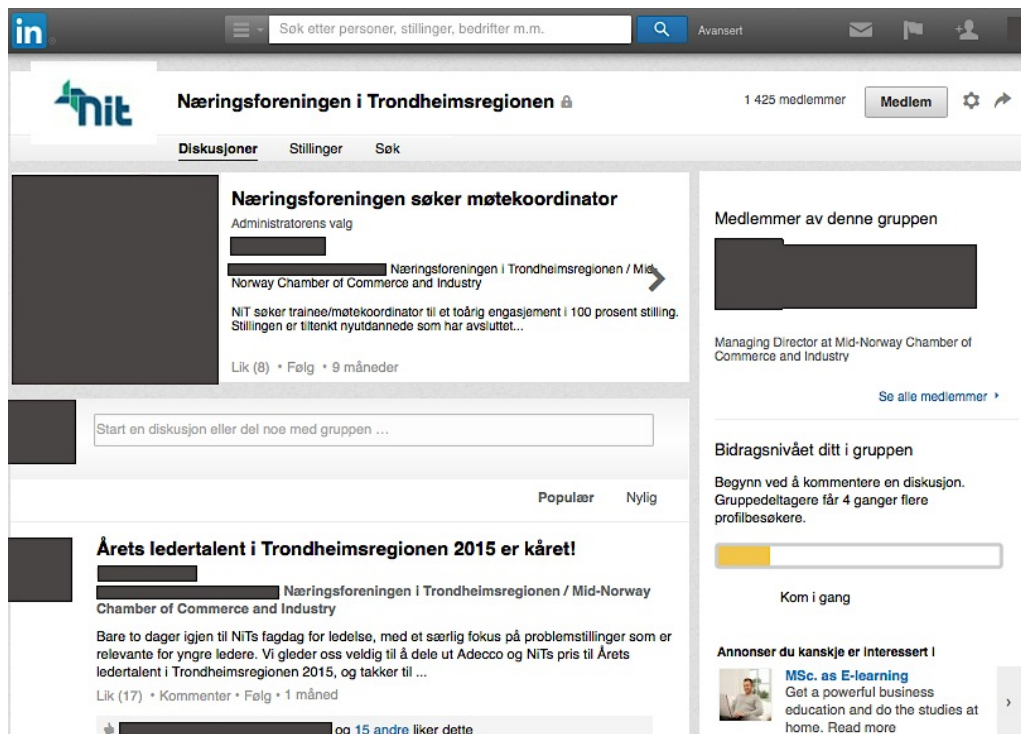 in
Søk etter personer, stillinger, bedrifter m.m.
Avansert
nit
Næringsforeningen i Trondheimsregionen
1 425 medlemmer
Medlem
Diskusjoner Stillinger Søk
Næringsforeningen søker møtekoordinator
Administratorens valg
Næringsforeningen i Trondheimsregionen / Mid-
Norway Chamber of Commerce and Industry
NiT søker trainee/møtekoordinator til et toårig engasjement i 100 prosent stilling.
Stillingen er tiltenkt nyutdannede som har avsluttet...
Lik (8) • Følg • 9 måneder
Start en diskusjon eller del noe med gruppen ...
Populær Nylig
Årets ledertalent i Trondheimsregionen 2015 er kåret!
Næringsforeningen i Trondheimsregionen / Mid-Norway
Chamber of Commerce and Industry
Bare to dager igjen til NiTs fagdag for ledelse, med et særlig fokus på problemstillinger som er
relevante for yngre ledere. Vi gleder oss veldig til å dele ut Adecco og NiTs pris til Årets
ledertalent i Trondheimsregionen 2015, og takker til ...
Lik (17) • Kommenter • Følg • 1 måned
og 15 andre liker dette
Medlemmer av denne gruppen
Managing Director at Mid-Norway Chamber of
Commerce and Industry
Se alle medlemmer
Bidragsnivået ditt i gruppen
Begynn ved å kommentere en diskusjon.
Gruppedeltagere får 4 ganger flere
profilbesøkere.
Kom i gang
Annonser du kanskje er interessert i
MSc. as E-learning
Get a powerful business
education and do the studies at
home. Read more